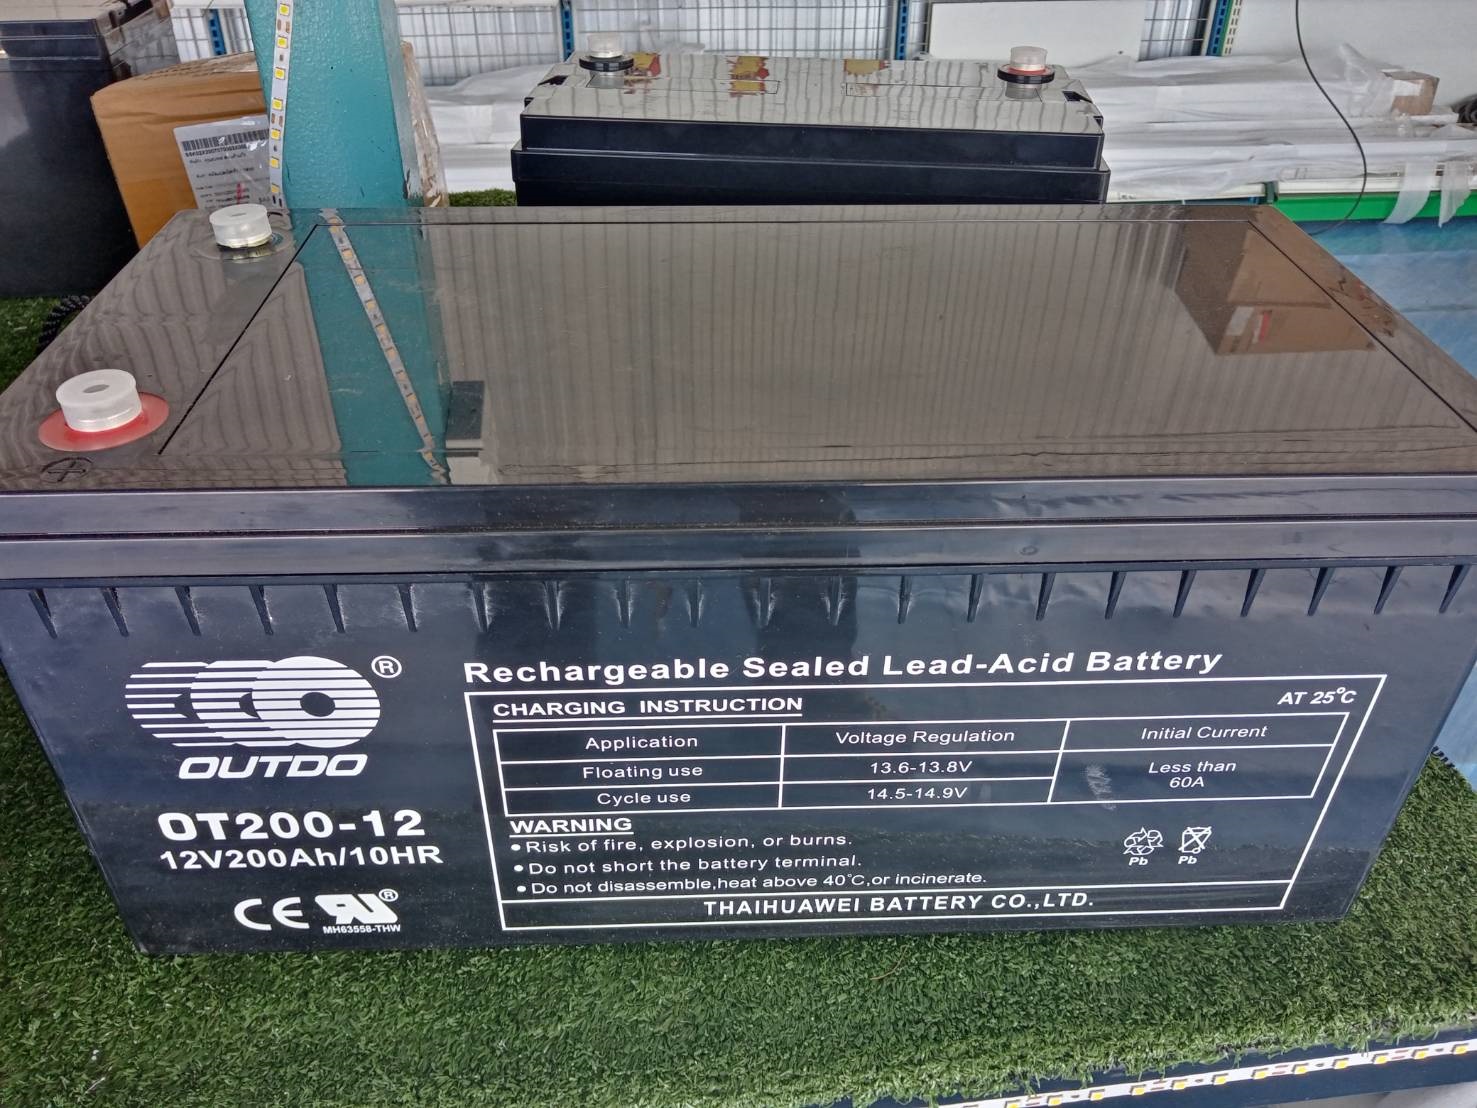 Rechargeable Sealed Lead-Acid Battery
CHARGING INSTRUCTION
AT 25°C
Application Voltage Regulation Initial Current
Floating use 13.6-13.8V Less than 60A
Cycle use 14.5-14.9V
WARNING
•Risk of fire, explosion, or burns.
•Do not short the battery terminal.
•Do not disassemble,heat above 40°C,or incinerate.
Pb Pb
THAIHUAWEI BATTERY CO.,LTD.
®
OUTDO
OT200-12
12V200Ah/10HR
CE RU®
MH63558-THW